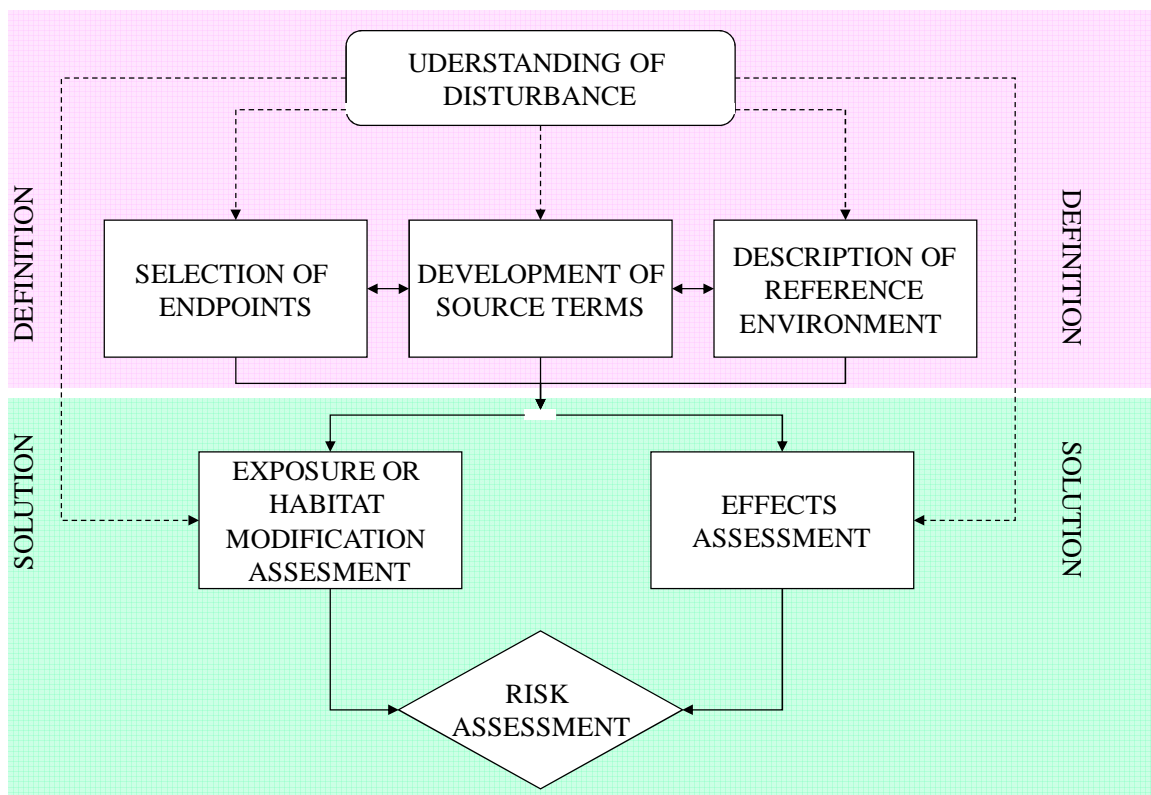 UDERSTANDING OF
DISTURBANCE
DEFINITION
DEFINITION
SELECTION OF
ENDPOINTS
DEVELOPMENT OF
SOURCE TERMS
DESCRIPTION OF
REFERENCE
ENVIRONMENT
SOLUTION
SOLUTION
EXPOSURE OR
HABITAT
MODIFICATION
ASSESMENT
EFFECTS
ASSESSMENT
RISK
ASSESSMENT